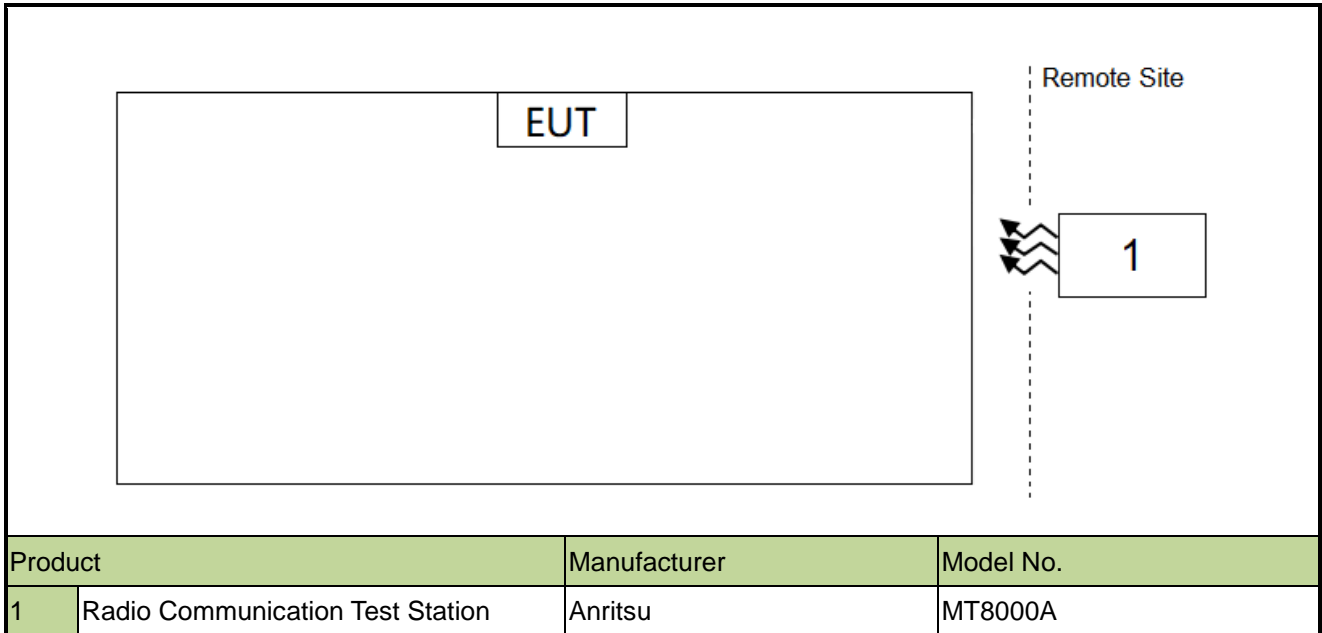 Remote Site
EUT
1
Product Manufacturer Model No.
1 Radio Communication Test Station Anritsu MT8000A